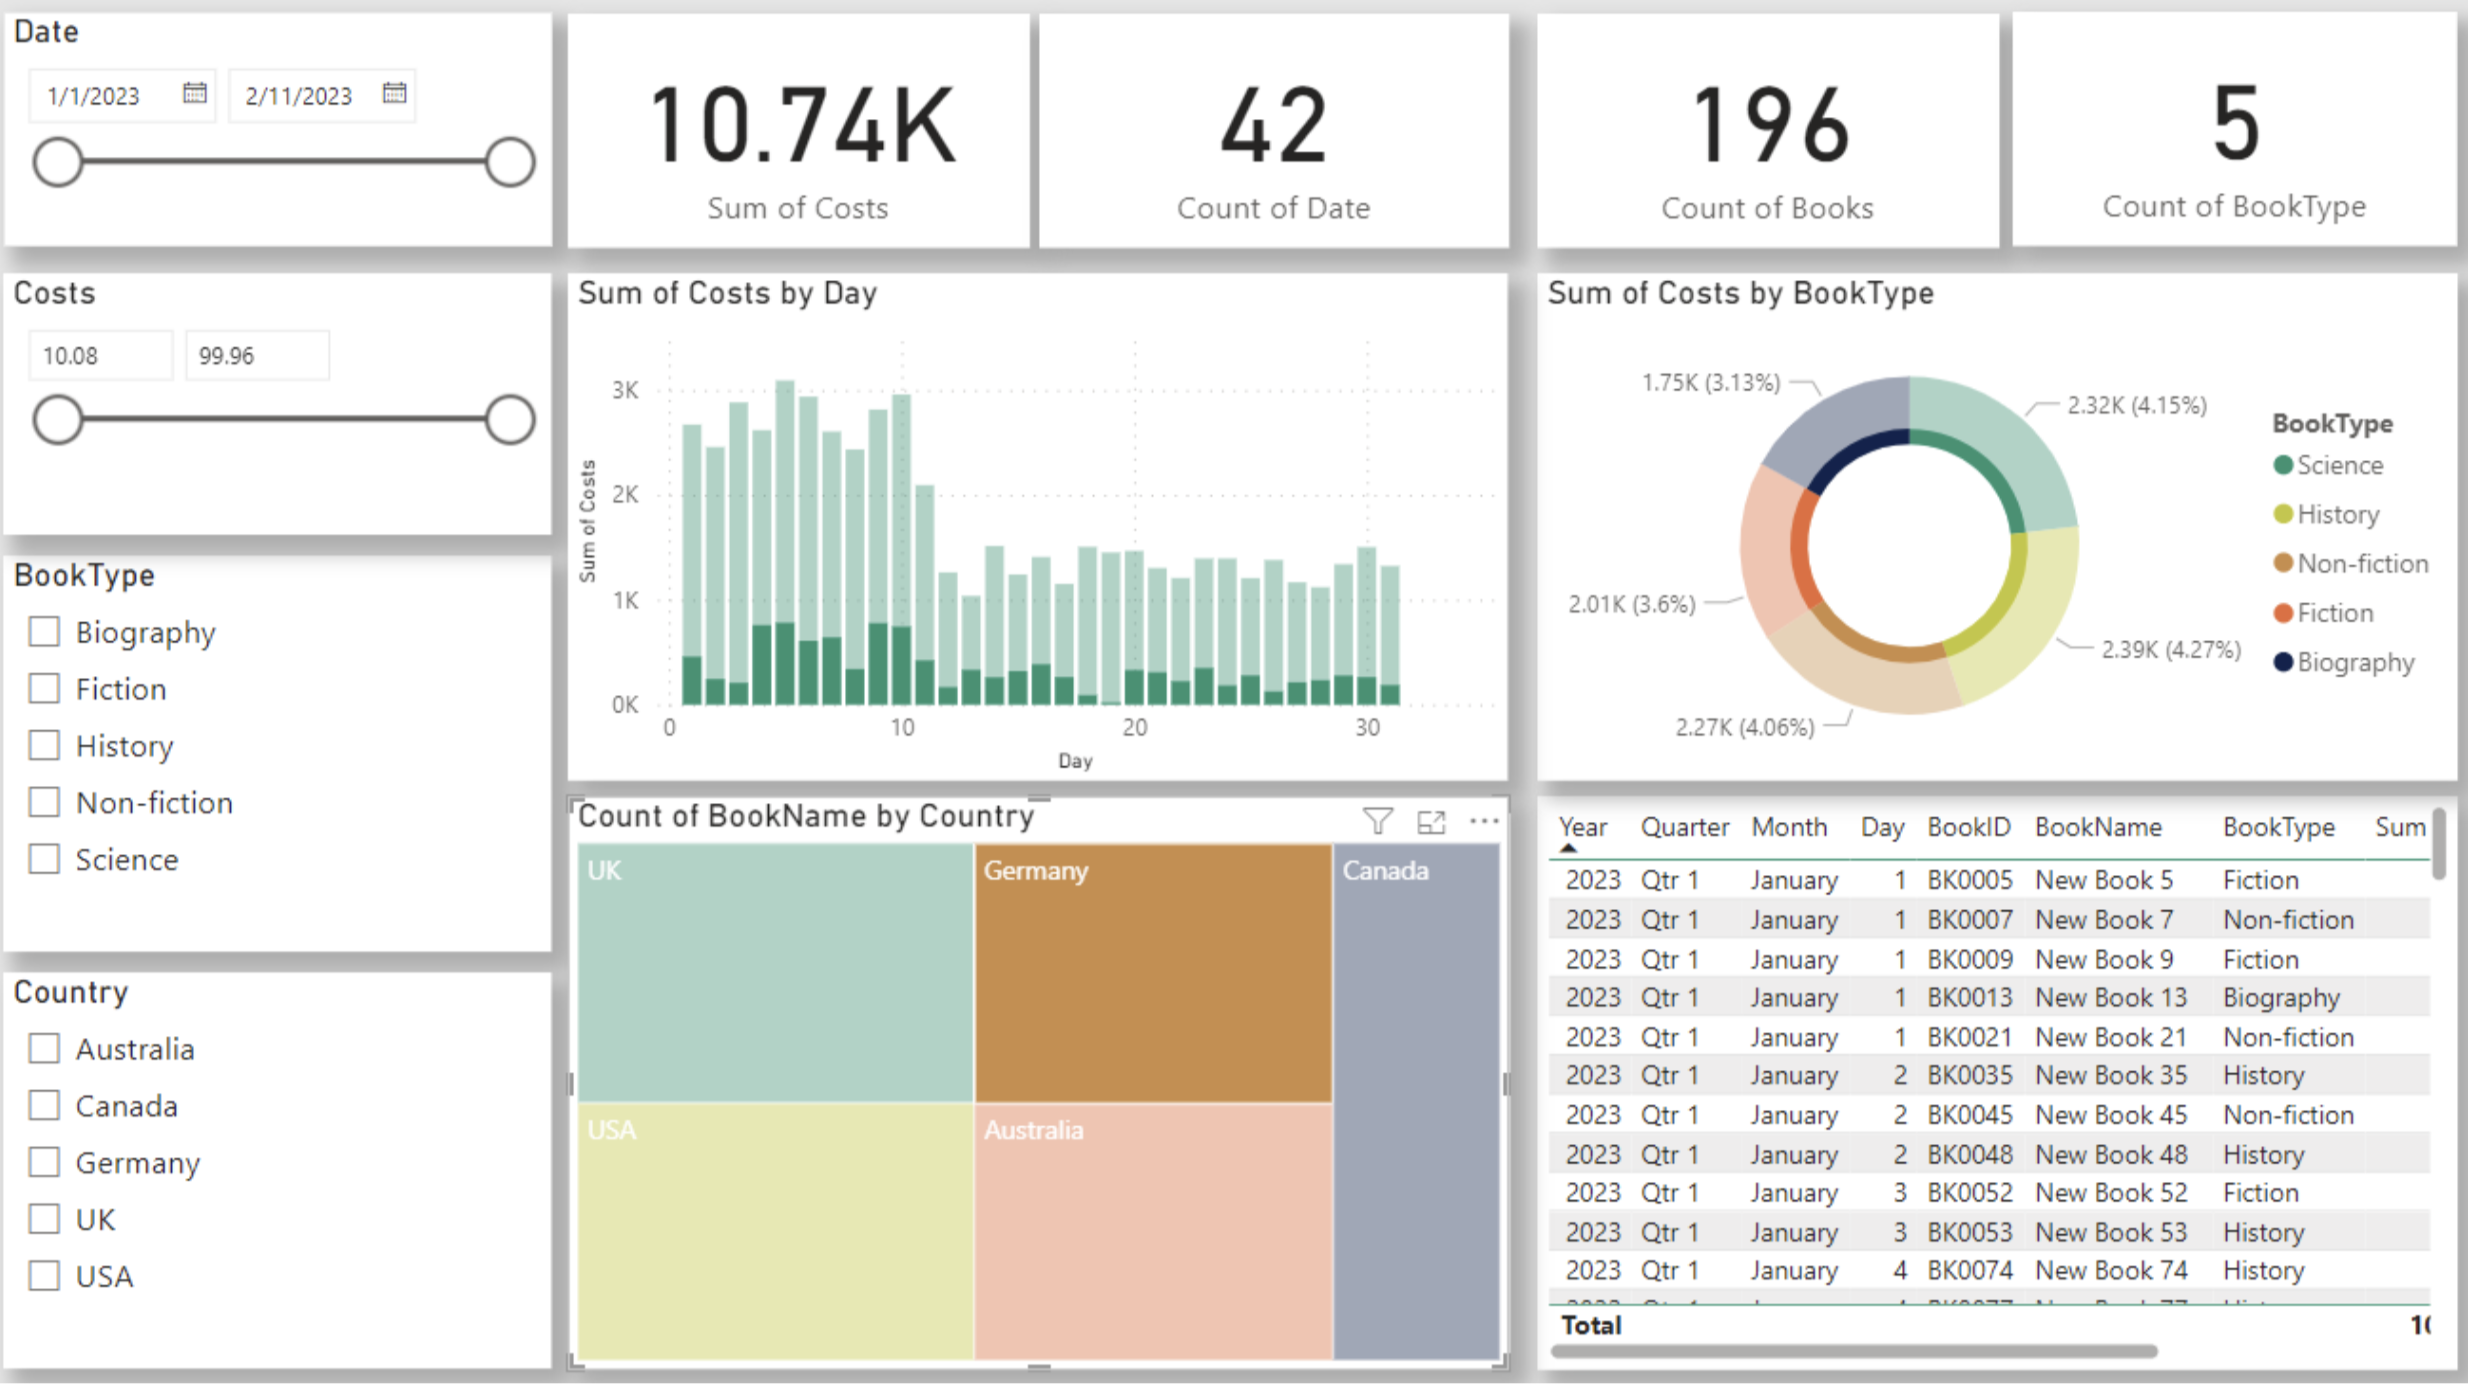 Date
1/1/2023 2/11/2023
10.74K
Sum of Costs
42
Count of Date
196
Count of Books
5
Count of BookType
Costs
10.08 99.96
BookType
Biography
Fiction
History
Non-fiction
Science
Country
Australia
Canada
Germany
UK
USA
Sum of Costs by Day
Sum of Costs
3K
2K
1K
0K
0 10 20 30
Day
Sum of Costs by BookType
1.75K (3.13%)
2.32K (4.15%)
2.01K (3.6%)
2.39K (4.27%)
2.27K (4.06%)
BookType
Science
History
Non-fiction
Fiction
Biography
Count of BookName by Country
UK
Germany
Canada
USA
Australia
Year Quarter Month Day BookID BookName BookType Sum
2023 Qtr 1 January 1 BK0005 New Book 5 Fiction
2023 Qtr 1 January 1 BK0007 New Book 7 Non-fiction
2023 Qtr 1 January 1 BK0009 New Book 9 Fiction
2023 Qtr 1 January 1 BK0013 New Book 13 Biography
2023 Qtr 1 January 1 BK0021 New Book 21 Non-fiction
2023 Qtr 1 January 2 BK0035 New Book 35 History
2023 Qtr 1 January 2 BK0045 New Book 45 Non-fiction
2023 Qtr 1 January 2 BK0048 New Book 48 History
2023 Qtr 1 January 3 BK0052 New Book 52 Fiction
2023 Qtr 1 January 3 BK0053 New Book 53 History
2023 Qtr 1 January 4 BK0074 New Book 74 History
Total